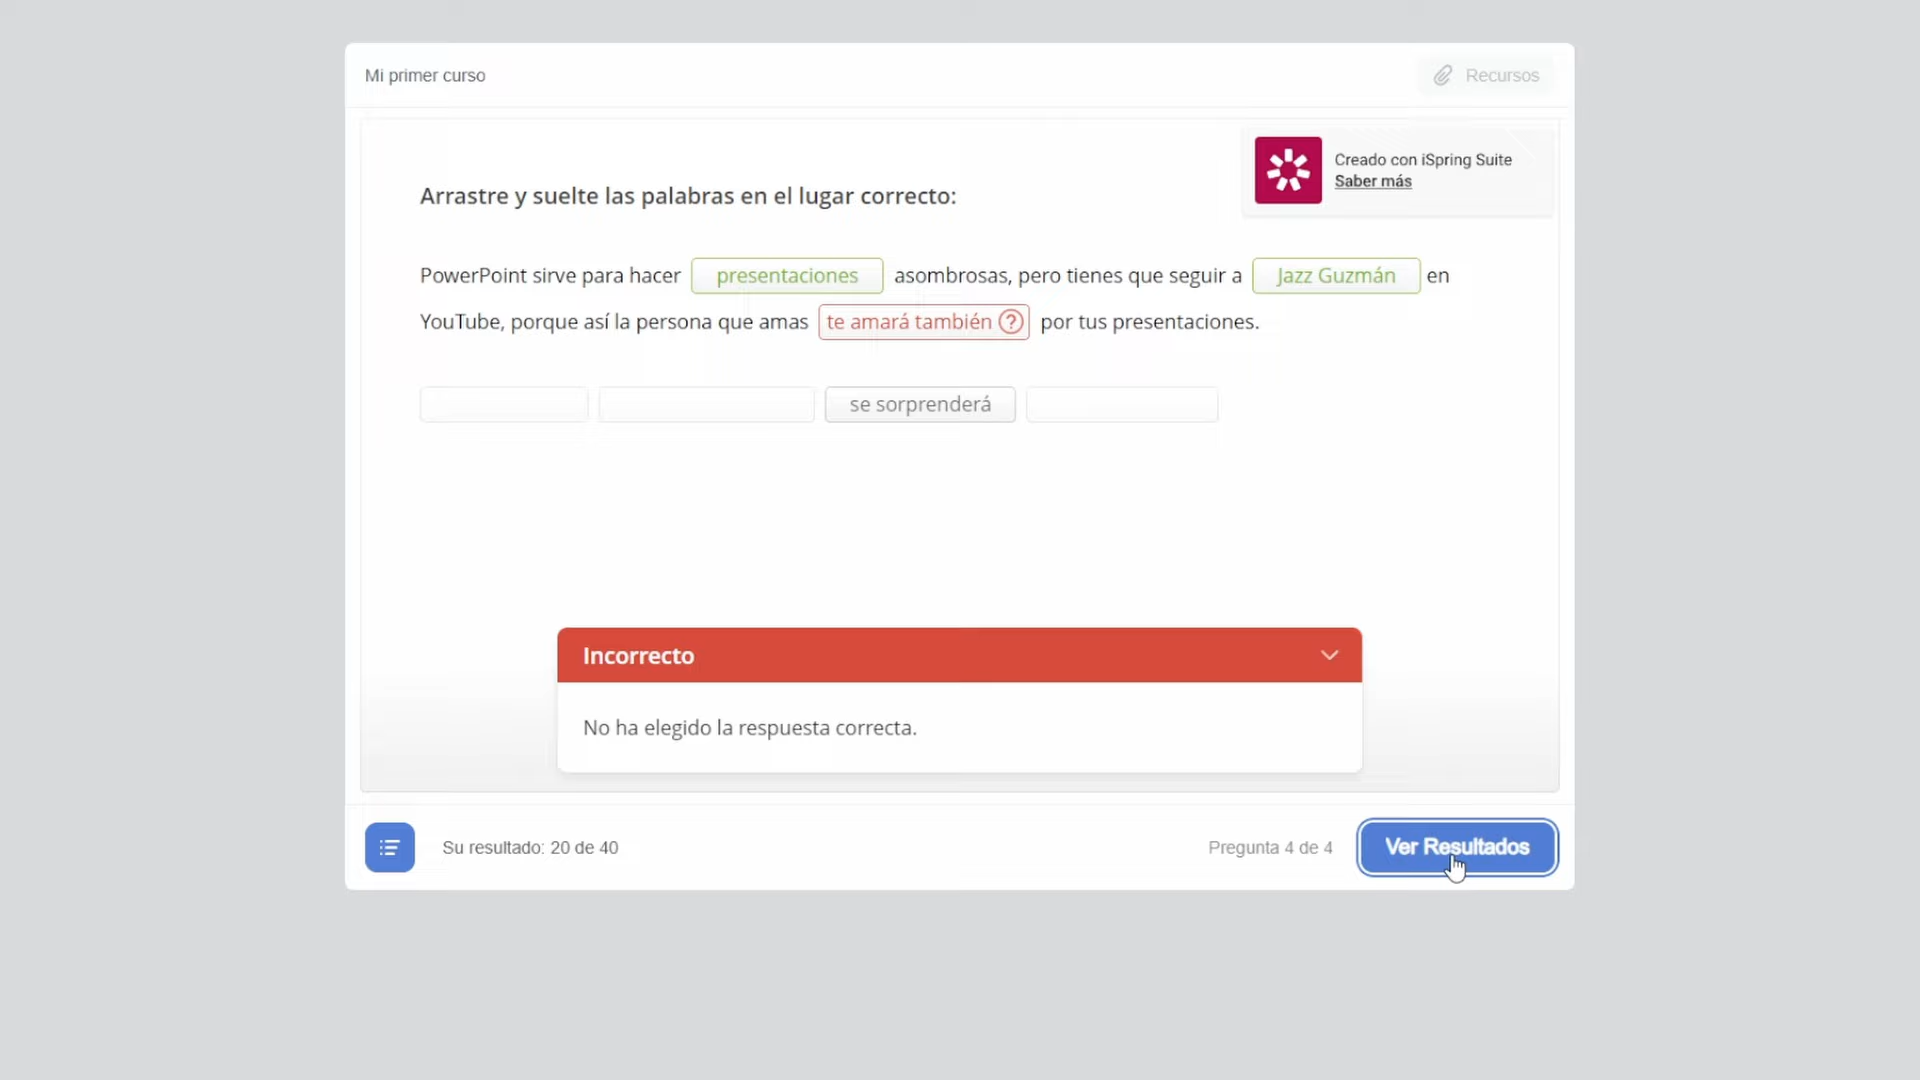 Mi primer curso
Recursos
Creado con iSpring Suite
Saber más
Arrastre y suelte las palabras en el lugar correcto:
PowerPoint sirve para hacer presentaciones asombrosas, pero tienes que seguir a Jazz Guzmán en
YouTube, porque así la persona que amas te amará también ? por tus presentaciones.
se sorprenderá
Incorrecto
No ha elegido la respuesta correcta.
Su resultado: 20 de 40
Pregunta 4 de 4
Ver Resultados